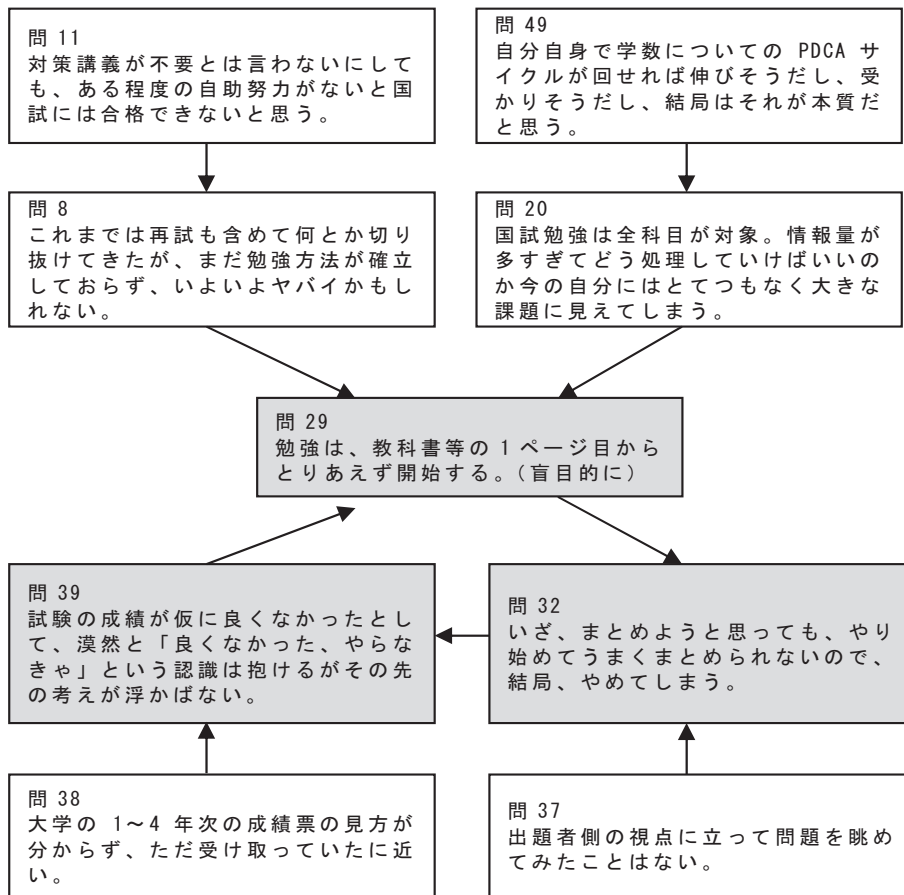 問 11
対策講義が不要とは言わないにして
も、ある程度の自助努力がないと国
試には合格できないと思う。
問 49
自分自身で学数についての PDCA サ
イクルが回せれば伸びそうだし、受
かりそうだし、結局はそれが本質だ
と思う。
問 8
これまでは再試も含めて何とか切り
抜けてきたが、まだ勉強方法が確立
しておらず、いよいよヤバイかもし
れない。
問 20
国試勉強は全科目が対象。情報量が
多すぎてどう処理していけばいいの
か今の自分にはとてつもなく大きな
課題に見えてしまう。
問 29
勉強は、教科書等の 1 ページ目から
とりあえず開始する。（盲目的に）
問 39
試験の成績が仮に良くなかったとし
て、漠然と「良くなかった、やらな
きゃ」という認識は抱けるがその先
の考えが浮かばない。
問 32
いざ、まとめようと思っても、やり
始めてうまくまとめられないので、
結局、やめてしまう。
問 38
大学の 1～4 年次の成績票の見方が
分からず、ただ受け取っていたに近
い。
問 37
出題者側の視点に立って問題を眺め
てみたことはない。